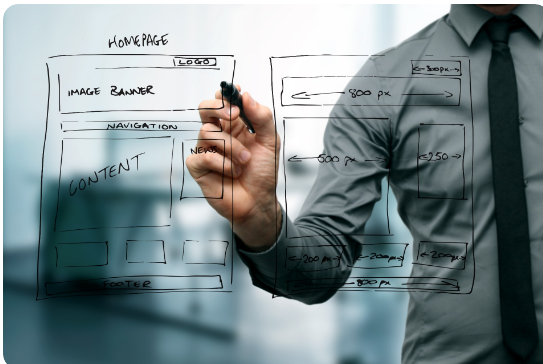 HOMEPAGE
LOGO
IMAGE BANNER
NAVIGATION
CONTENT
NEWS
FOOTER
300px
800 px
500 px
250
200 px
200px
200px
800 px